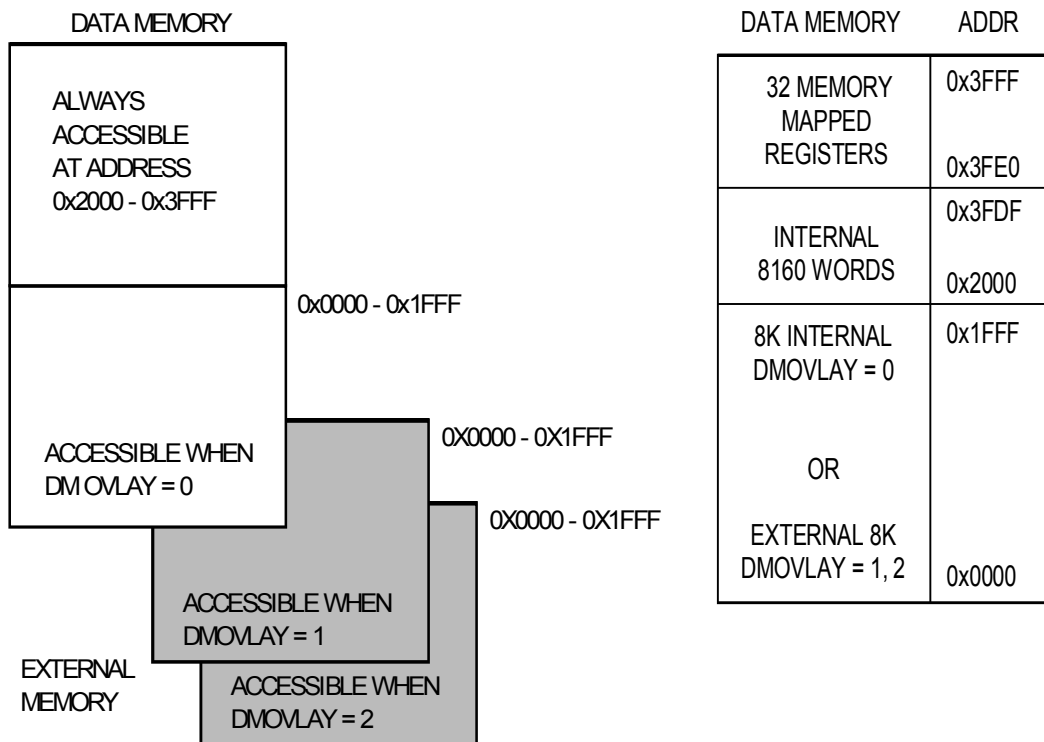 DATA MEMORY
ALWAYS
ACCESSIBLE
AT ADDRESS
0x2000 - 0x3FFF
0x0000 - 0x1FFF
ACCESSIBLE WHEN
DMOVLAY = 0
0X0000 - 0X1FFF
0X0000 - 0X1FFF
ACCESSIBLE WHEN
DMOVLAY = 1
EXTERNAL
MEMORY
ACCESSIBLE WHEN
DMOVLAY = 2
DATA MEMORY ADDR
32 MEMORY
MAPPED
REGISTERS
0x3FFF
0x3FE0
INTERNAL
8160 WORDS
0x3FDF
0x2000
8K INTERNAL
DMOVLAY = 0
OR
EXTERNAL 8K
DMOVLAY = 1, 2
0x1FFF
0x0000